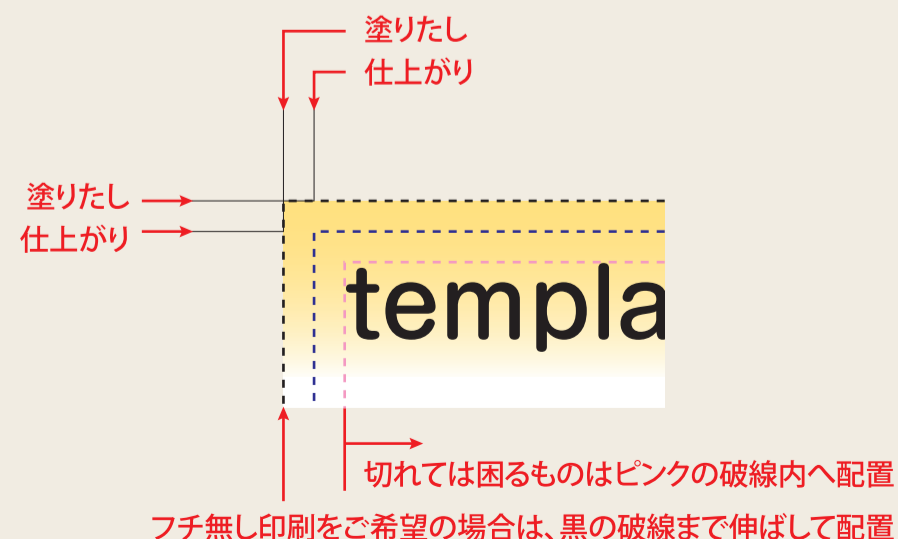 塗りたし
仕上がり
塗りたし
仕上がり
templa
切れては困るものはピンクの破線内へ配置
フチ無し印刷をご希望の場合は、黒の破線まで伸ばして配置